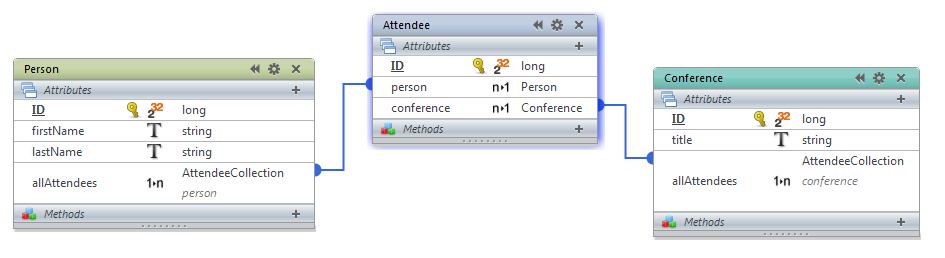 Person
Attributes
ID 2 32 long
firstName T string
lastName T string
allAttendees 1▸n AttendeeCollection
person
Methods
Attendee
Attributes
ID 2 32 long
person n▸1 Person
conference n▸1 Conference
Methods
Conference
Attributes
ID 2 32 long
title T string
allAttendees 1▸n AttendeeCollection
conference
Methods